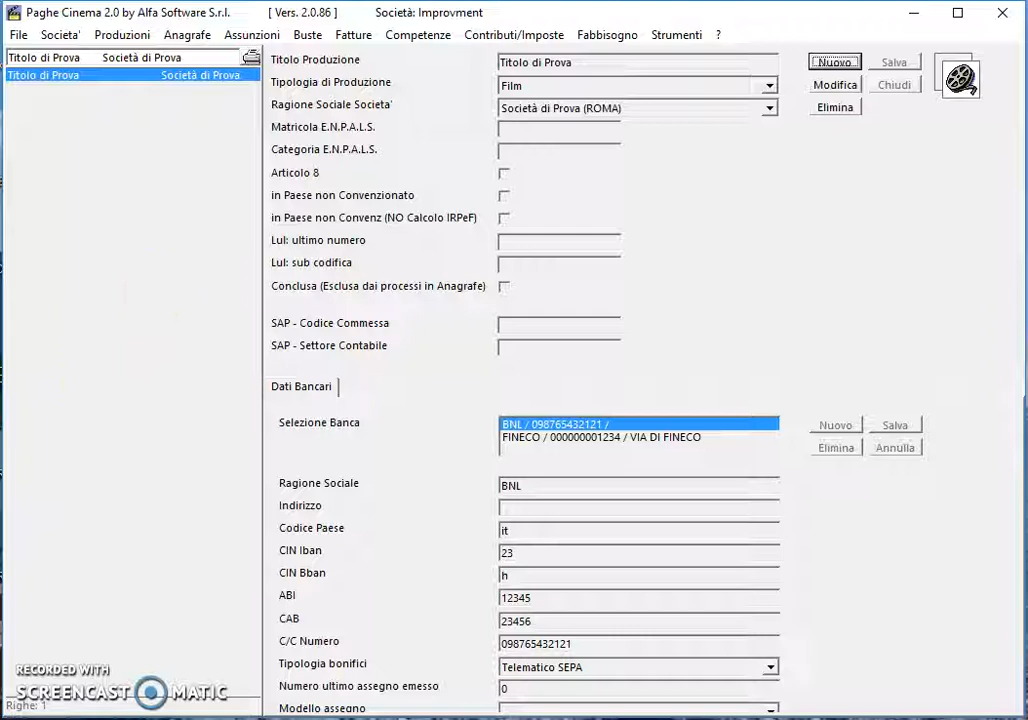 Paghe Cinema 2.0 by Alfa Software S.r.l. [ Vers. 2.0.86 ] Società: Improvment
File Societa' Produzioni Anagrafe Assunzioni Buste Fatture Competenze Contributi/Imposte Fabbisogno Strumenti ?
Titolo di Prova Società di Prova
Titolo di Prova Società di Prova
Titolo Produzione Titolo di Prova Nuovo Salva
Tipologia di Produzione Film Modifica Chiudi
Ragione Sociale Societa' Società di Prova (ROMA) Elimina
Matricola E.N.P.A.L.S.
Categoria E.N.P.A.L.S.
Articolo 8
in Paese non Convenzionato
in Paese non Convenz (NO Calcolo IRPeF)
Lul: ultimo numero
Lul: sub codifica
Conclusa (Esclusa dai processi in Anagrafe)
SAP - Codice Commessa
SAP - Settore Contabile
Dati Bancari
Selezione Banca BNL / 098765432121 / Nuovo Salva
FINECO / 000000001234 / VIA DI FINECO
Elimina Annulla
Ragione Sociale BNL
Indirizzo
Codice Paese it
CIN Iban 23
CIN Bban h
ABI 12345
CAB 23456
C/C Numero 098765432121
Tipologia bonifici Telematico SEPA
Numero ultimo assegno emesso 0
Modello assegno
RECORDED WITH
SCREENCAST MATIC
Righe: 1